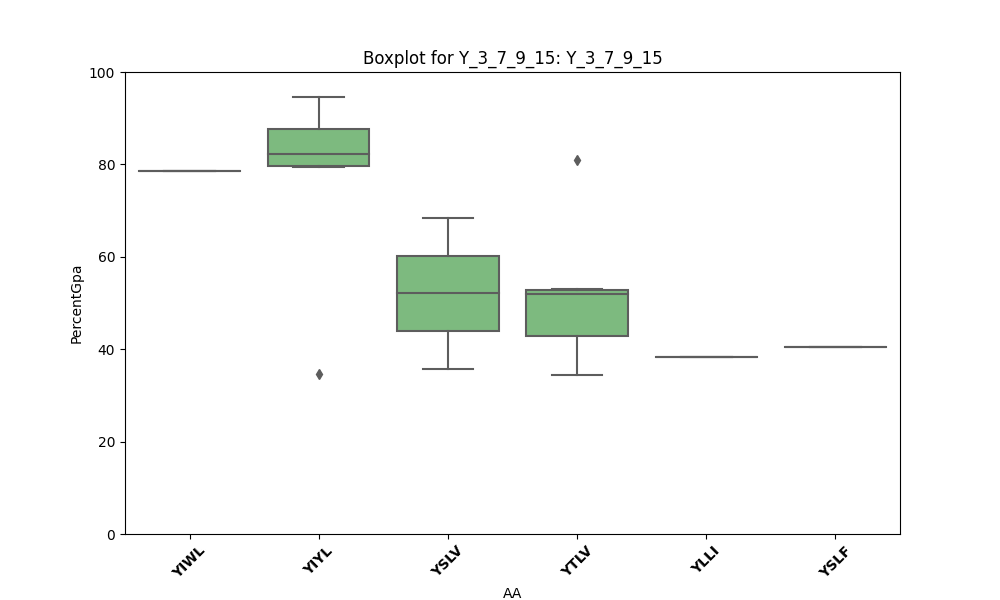 Boxplot for Y_3_7_9_15: Y_3_7_9_15
100
80
60
40
20
0
PercentGpa
YIWL
YIYL
YSLV
YTLV
YLLI
YSLF
AA